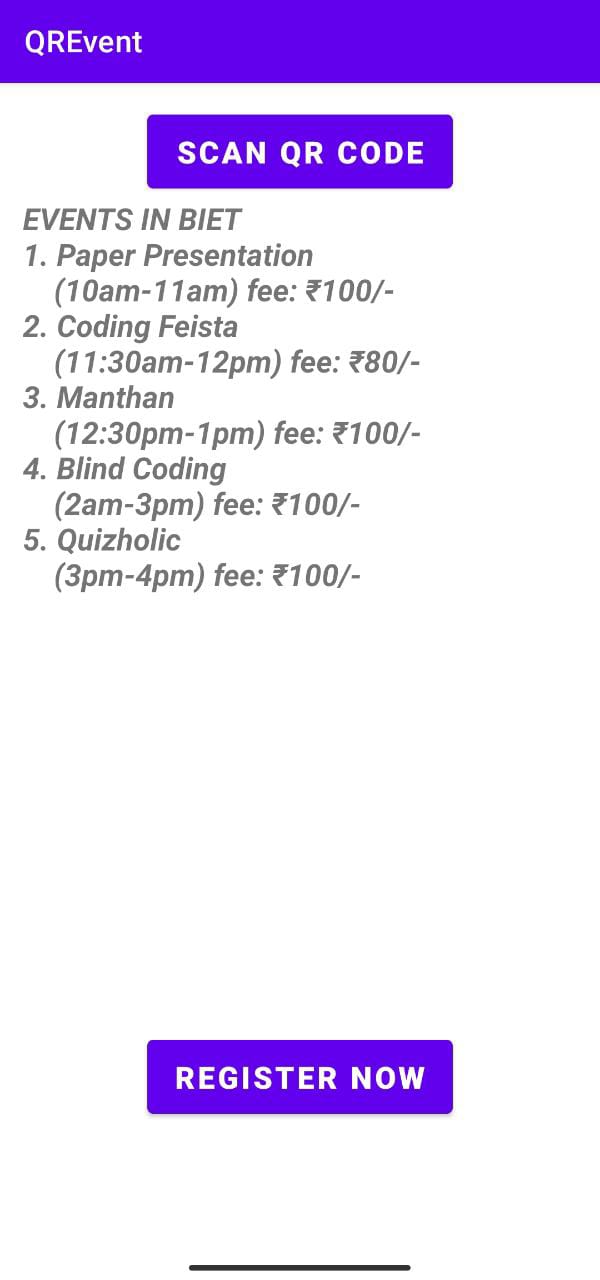 QREvent
SCAN QR CODE
EVENTS IN BIET
1. Paper Presentation
(10am-11am) fee: ₹100/-
2. Coding Feista
(11:30am-12pm) fee: ₹80/-
3. Manthan
(12:30pm-1pm) fee: ₹100/-
4. Blind Coding
(2am-3pm) fee: ₹100/-
5. Quizholic
(3pm-4pm) fee: ₹100/-
REGISTER NOW